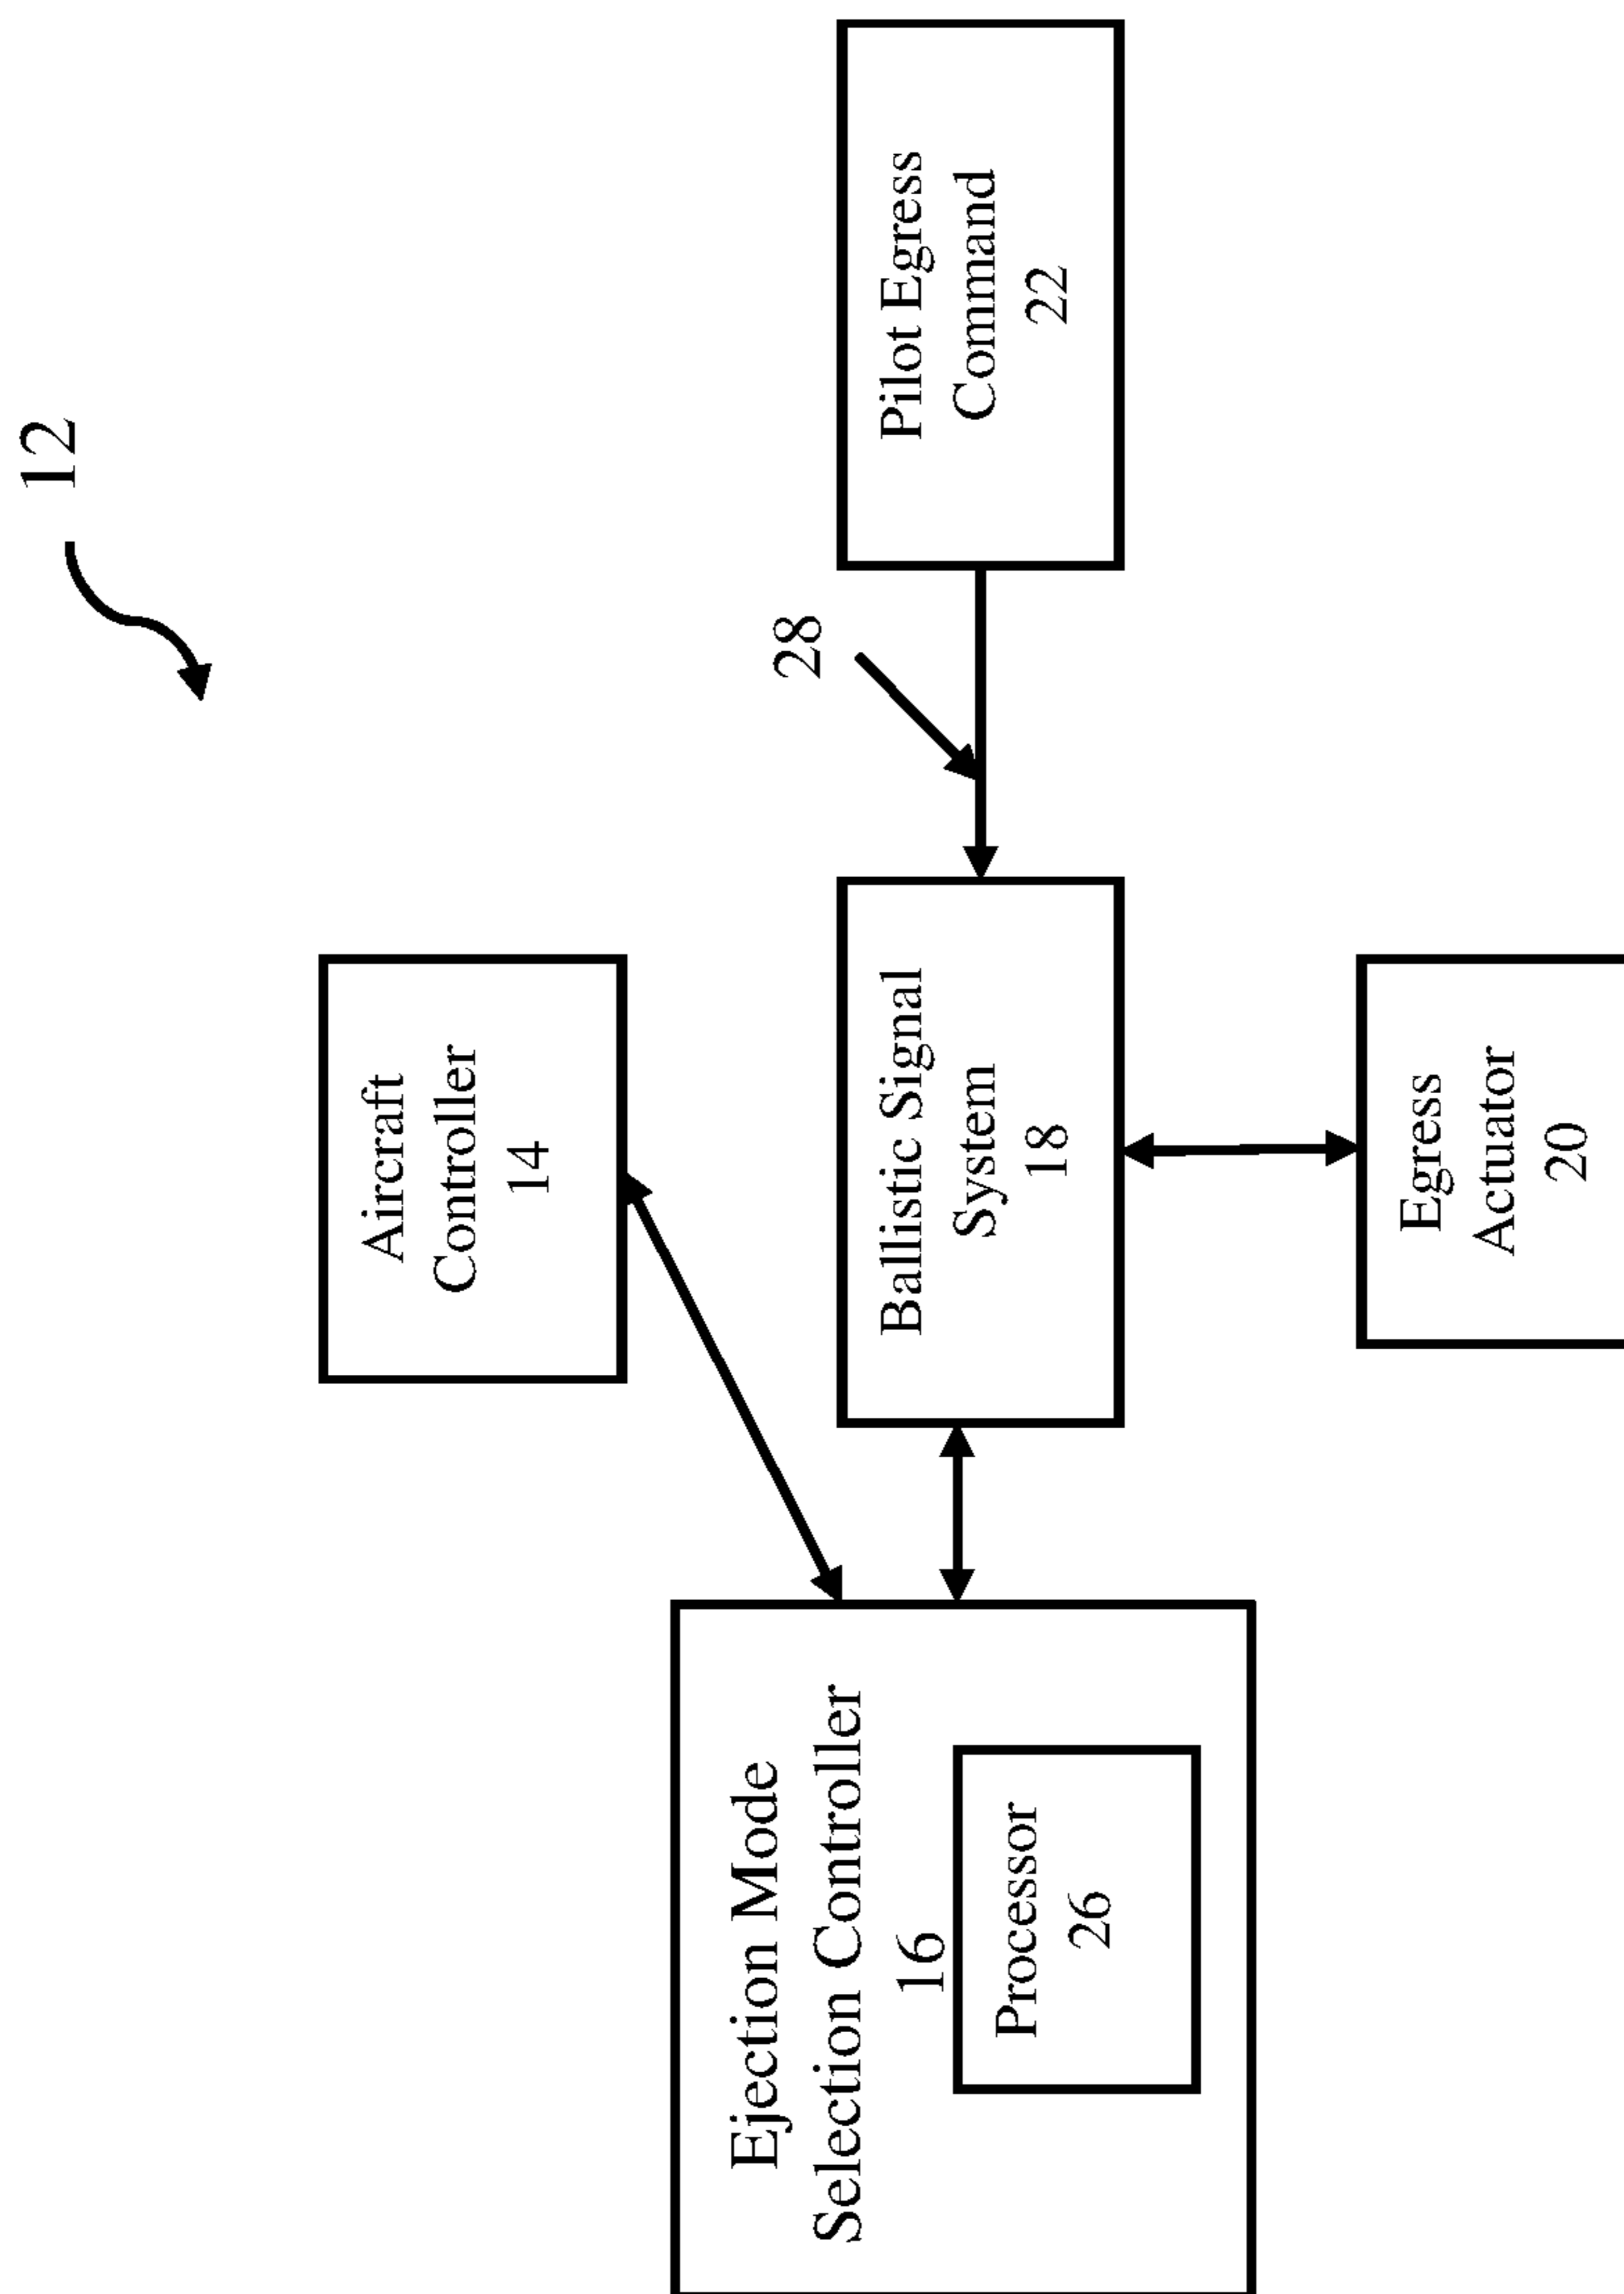 12
Aircraft
Controller
14
Ejection Mode
Selection Controller
16
Processor
26
Ballistic Signal
System
18
28
Pilot Egress
Command
22
Egress
Actuator
20